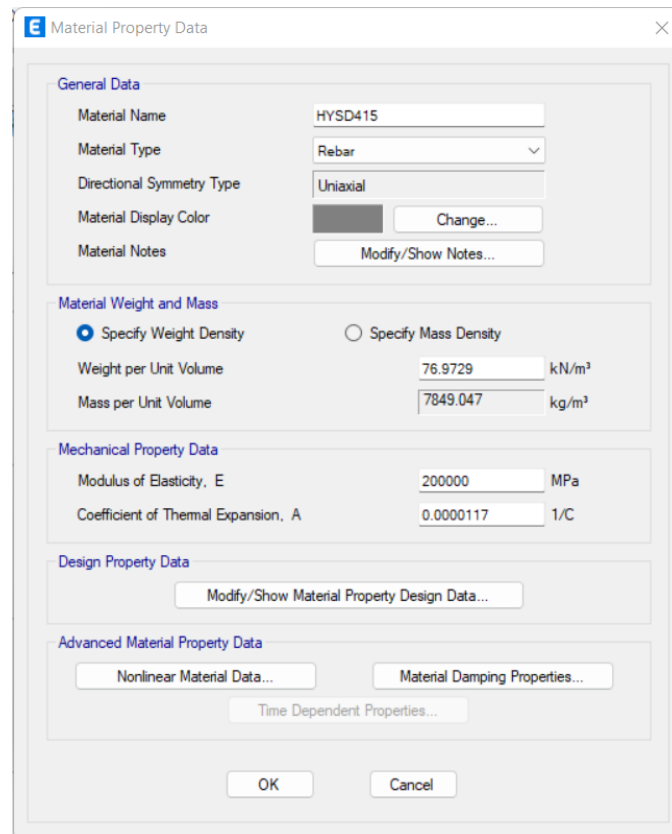 E Material Property Data
General Data
Material Name HYSD415
Material Type Rebar
Directional Symmetry Type Uniaxial
Material Display Color Change...
Material Notes Modify/Show Notes...
Material Weight and Mass
Specify Weight Density Specify Mass Density
Weight per Unit Volume 76.9729 kN/m³
Mass per Unit Volume 7849.047 kg/m³
Mechanical Property Data
Modulus of Elasticity, E 200000 MPa
Coefficient of Thermal Expansion, A 0.0000117 1/C
Design Property Data
Modify/Show Material Property Design Data...
Advanced Material Property Data
Nonlinear Material Data... Material Damping Properties...
Time Dependent Properties...
OK Cancel